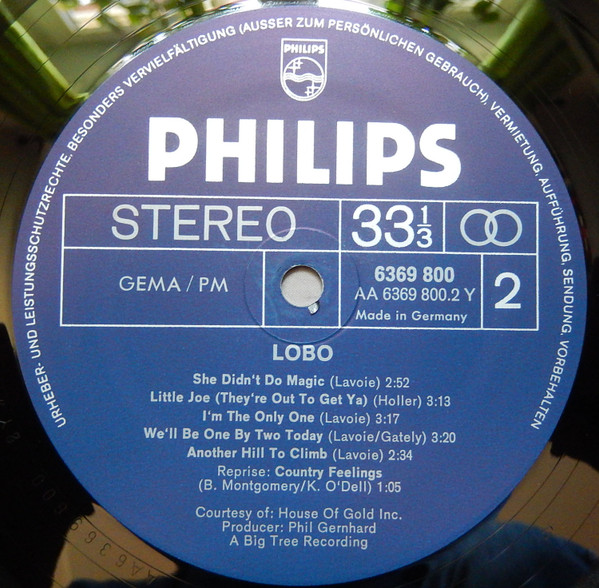 URHEBER- UND LEISTUNGSSCHUTZRECHTE, BESONDERS VERVIELFÄLTIGUNG (AUSSER ZUM PERSÖNLICHEN GEBRAUCH), VERMIETUNG, AUFFÜHRUNG, SENDUNG, VORBEHALTEN
PHILIPS
PHILIPS
STEREO
33 1/3
GEMA / PM
6369 800
AA 6369 800.2 Y
Made in Germany
2
LOBO
She Didn't Do Magic (Lavoie) 2:52
Little Joe (They're Out To Get Ya) (Holler) 3:13
I'm The Only One (Lavoie) 3:17
We'll Be One By Two Today (Lavoie/Gately) 3:20
Another Hill To Climb (Lavoie) 2:34
Reprise: Country Feelings
(B. Montgomery/K. O'Dell) 1:05
Courtesy of: House Of Gold Inc.
Producer: Phil Gernhard
A Big Tree Recording